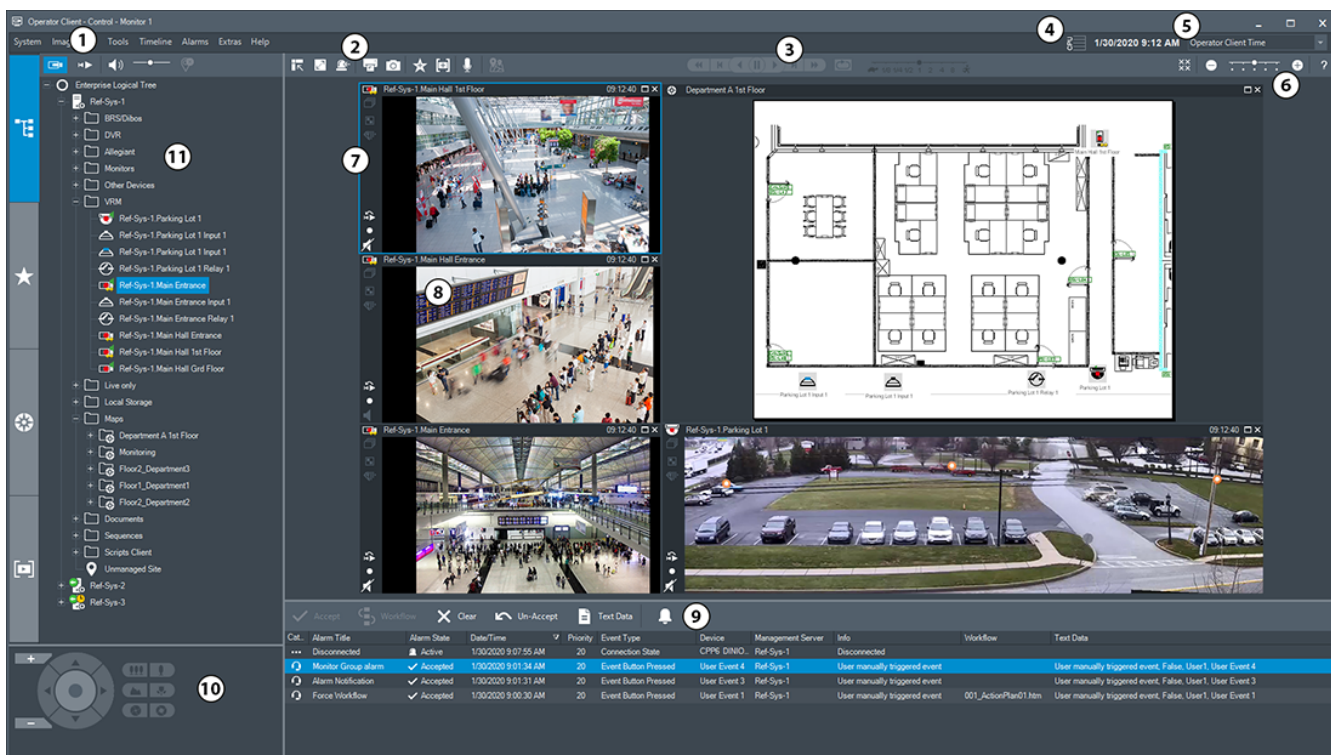 Operator Client - Control - Monitor 1
System Tools Timeline Alarms Extras Help
1
2
3
4
1/30/2020 9:12 AM
5
Operator Client Time
6
?
Enterprise Logical Tree
Ref-Sys-1
BRS/Dibos
DVR
Allegiant
11
Monitors
Other Devices
VRM
Ref-Sys-1.Parking Lot 1
Ref-Sys-1.Parking Lot 1 Input 1
Ref-Sys-1.Parking Lot 1 Input 1
Ref-Sys-1.Parking Lot 1 Relay 1
Ref-Sys-1.Main Entrance
Ref-Sys-1.Main Entrance Input 1
Ref-Sys-1.Main Entrance Relay 1
Ref-Sys-1.Main Hall Entrance
Ref-Sys-1.Main Hall 1st Floor
Ref-Sys-1.Main Hall Grd Floor
Live only
Local Storage
Maps
Department A 1st Floor
Monitoring
Floor2_Department3
Floor1_Department1
Floor2_Department2
Documents
Sequences
Scripts Client
Unmanaged Site
Ref-Sys-2
Ref-Sys-3
Ref-Sys-1.Main Hall 1st Floor 09:12:40
7
Ref-Sys-1.Main Hall Entrance 09:12:40
8
Ref-Sys-1.Main Entrance 09:12:40
Department A 1st Floor
Main Hall 1st Floor
Parking Lot 1 Input 1
Parking Lot 1 Input 1
Parking Lot 1 Relay 1
Parking Lot 1
Ref-Sys-1.Parking Lot 1 09:12:40
Accept Workflow Clear Un-Accept Text Data
9
Cat.. Alarm Title Alarm State Date/Time Priority Event Type Device Management Server Info Workflow Text Data
Disconnected Active 1/30/2020 9:07:55 AM 20 Connection State CPP6 DINIO... Ref-Sys-1 Disconnected
Monitor Group alarm Accepted 1/30/2020 9:01:34 AM 20 Event Button Pressed User Event 4 Ref-Sys-1 User manually triggered event User manually triggered event, False, User1, User Event 4
Alarm Notification Accepted 1/30/2020 9:01:31 AM 20 Event Button Pressed User Event 3 Ref-Sys-1 User manually triggered event User manually triggered event, False, User1, User Event 3
Force Workflow Accepted 1/30/2020 9:00:30 AM 20 Event Button Pressed User Event 1 Ref-Sys-1 User manually triggered event 001_ActionPlan01.htm User manually triggered event, False, User1, User Event 1
10